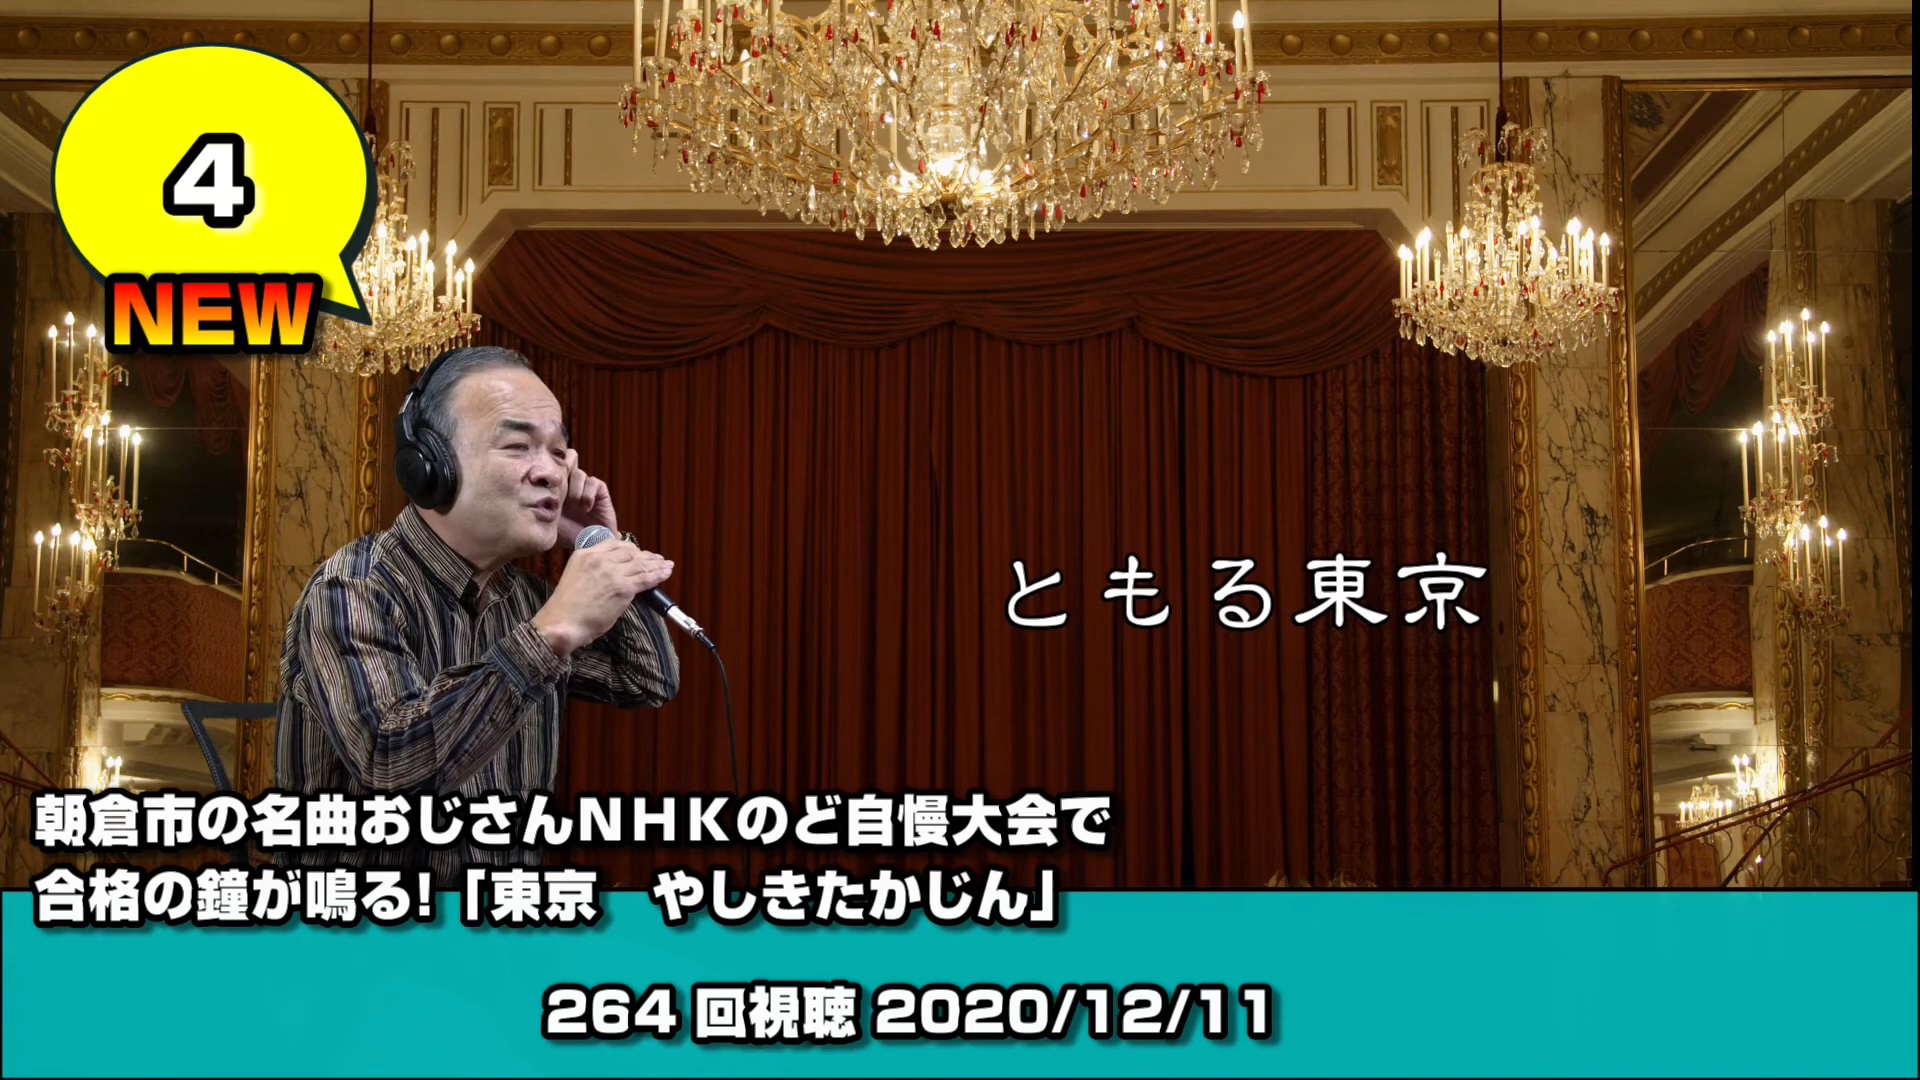 4
NEW
ともる東京
朝倉市の名曲おじさんＮＨＫのど自慢大会で
合格の鐘が鳴る!「東京　やしきたかじん」
264 回視聴 2020/12/11